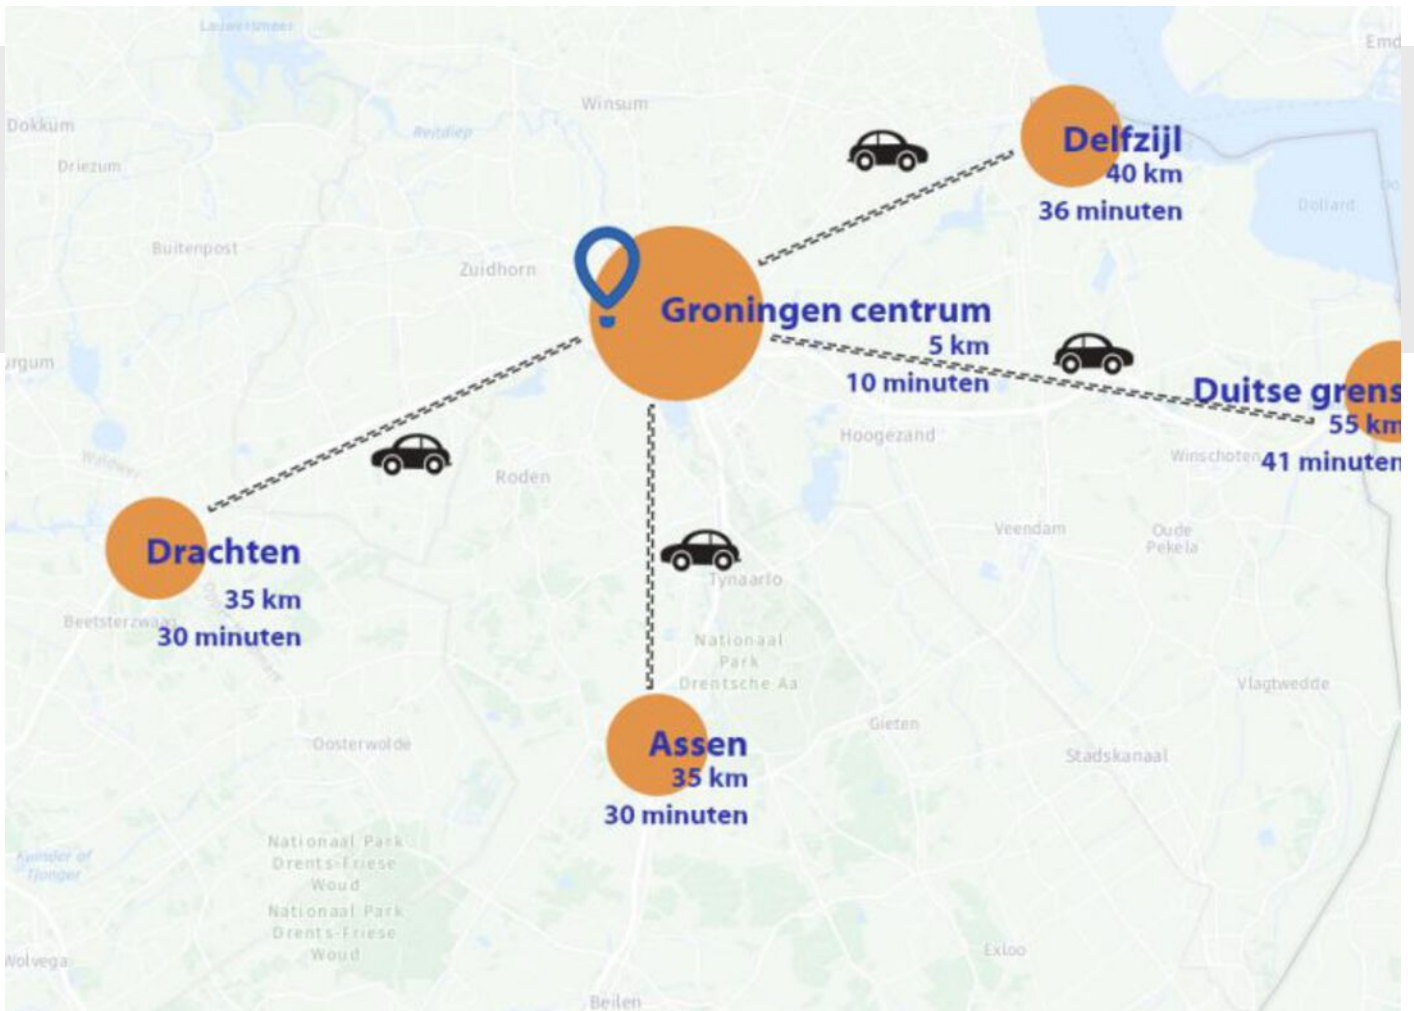 Lauwersmeer
Winsum
Dokkum
Reitdiep
Driezum
Delfzijl
40 km
36 minuten
Dollard
Buitenpost
Zuidhorn
Groningen centrum
5 km
10 minuten
Duitse grens
55 km
41 minuten
Hoogezand
Winschoten
Roden
Veendam
Oude
Pekela
Drachten
35 km
30 minuten
Tynaarlo
Beetsterzwaag
Nationaal
Park
Drentsche Aa
Vlagtwedde
Gieten
Assen
35 km
30 minuten
Oosterwolde
Stadskanaal
Nationaal Park
Drents-Friese
Woud
Nationaal Park
Drents-Friese
Woud
Tjonger
Exloo
Wolvega
Beilen